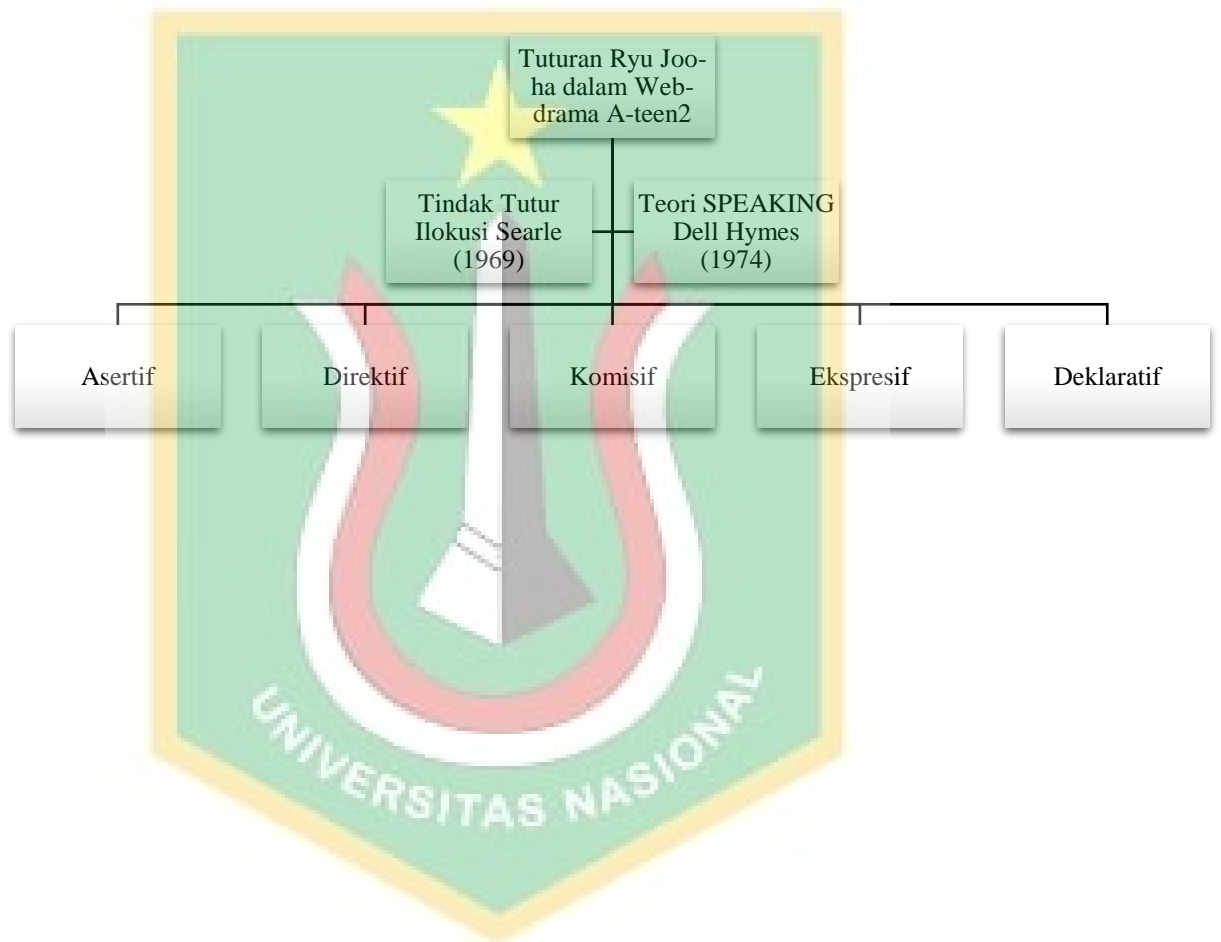 Tuturan Ryu Joo-
ha dalam Web-
drama A-teen2
Tindak Tutur
Ilokusi Searle
(1969)
Teori SPEAKING
Dell Hymes
(1974)
Asertif
Direktif
Komisif
Ekspresif
Deklaratif
UNIVERSITAS NASIONAL